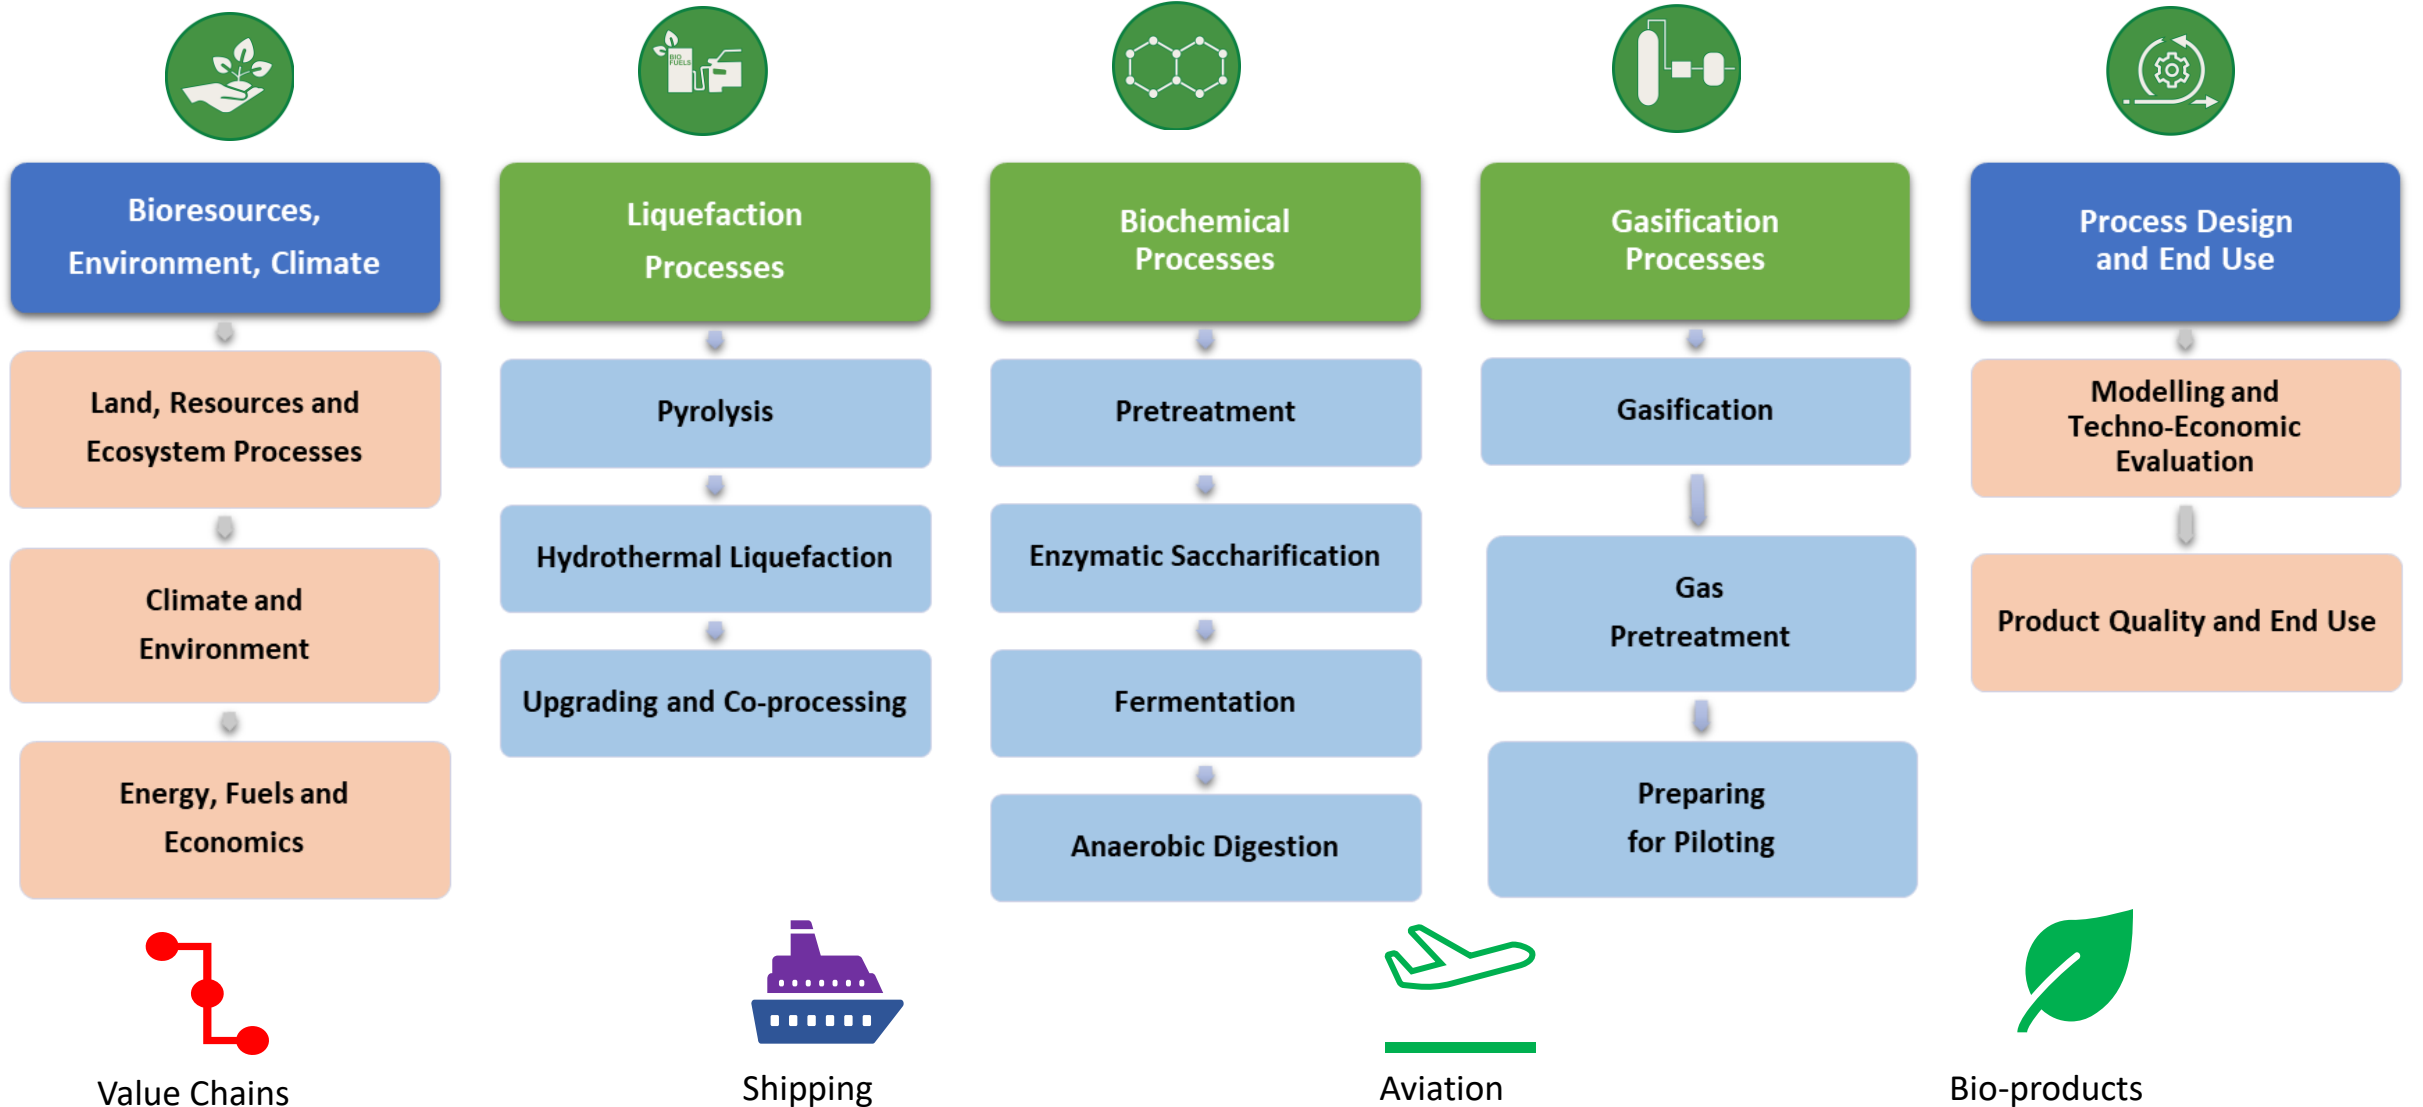 BIO
FUELS
Bioresources,
Environment, Climate
Land, Resources and
Ecosystem Processes
Climate and
Environment
Energy, Fuels and
Economics
Liquefaction
Processes
Pyrolysis
Hydrothermal Liquefaction
Upgrading and Co-processing
Biochemical
Processes
Pretreatment
Enzymatic Saccharification
Fermentation
Anaerobic Digestion
Gasification
Processes
Gasification
Gas
Pretreatment
Preparing
for Piloting
Process Design
and End Use
Modelling and
Techno-Economic
Evaluation
Product Quality and End Use
Value Chains
Shipping
Aviation
Bio-products